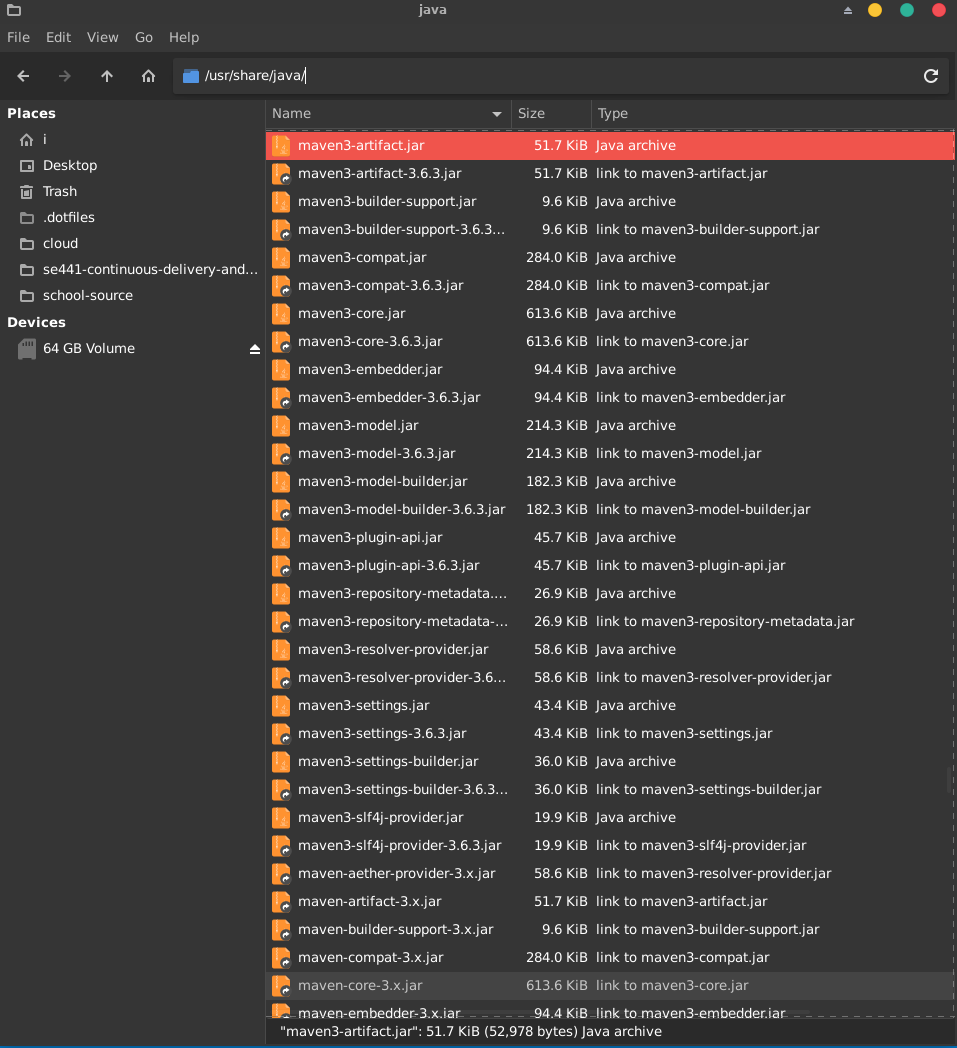 java
File Edit View Go Help
/usr/share/java/
Places
i
Desktop
Trash
.dotfiles
cloud
se441-continuous-delivery-and...
school-source
Devices
64 GB Volume
Name Size Type
maven3-artifact.jar 51.7 KiB Java archive
maven3-artifact-3.6.3.jar 51.7 KiB link to maven3-artifact.jar
maven3-builder-support.jar 9.6 KiB Java archive
maven3-builder-support-3.6.3... 9.6 KiB link to maven3-builder-support.jar
maven3-compat.jar 284.0 KiB Java archive
maven3-compat-3.6.3.jar 284.0 KiB link to maven3-compat.jar
maven3-core.jar 613.6 KiB Java archive
maven3-core-3.6.3.jar 613.6 KiB link to maven3-core.jar
maven3-embedder.jar 94.4 KiB Java archive
maven3-embedder-3.6.3.jar 94.4 KiB link to maven3-embedder.jar
maven3-model.jar 214.3 KiB Java archive
maven3-model-3.6.3.jar 214.3 KiB link to maven3-model.jar
maven3-model-builder.jar 182.3 KiB Java archive
maven3-model-builder-3.6.3.jar 182.3 KiB link to maven3-model-builder.jar
maven3-plugin-api.jar 45.7 KiB Java archive
maven3-plugin-api-3.6.3.jar 45.7 KiB link to maven3-plugin-api.jar
maven3-repository-metadata.... 26.9 KiB Java archive
maven3-repository-metadata-... 26.9 KiB link to maven3-repository-metadata.jar
maven3-resolver-provider.jar 58.6 KiB Java archive
maven3-resolver-provider-3.6... 58.6 KiB link to maven3-resolver-provider.jar
maven3-settings.jar 43.4 KiB Java archive
maven3-settings-3.6.3.jar 43.4 KiB link to maven3-settings.jar
maven3-settings-builder.jar 36.0 KiB Java archive
maven3-settings-builder-3.6.3... 36.0 KiB link to maven3-settings-builder.jar
maven3-slf4j-provider.jar 19.9 KiB Java archive
maven3-slf4j-provider-3.6.3.jar 19.9 KiB link to maven3-slf4j-provider.jar
maven-aether-provider-3.x.jar 58.6 KiB link to maven3-resolver-provider.jar
maven-artifact-3.x.jar 51.7 KiB link to maven3-artifact.jar
maven-builder-support-3.x.jar 9.6 KiB link to maven3-builder-support.jar
maven-compat-3.x.jar 284.0 KiB link to maven3-compat.jar
maven-core-3.x.jar 613.6 KiB link to maven3-core.jar
maven-embedder-3.x.jar 94.4 KiB link to maven3-embedder.jar
"maven3-artifact.jar": 51.7 KiB (52,978 bytes) Java archive